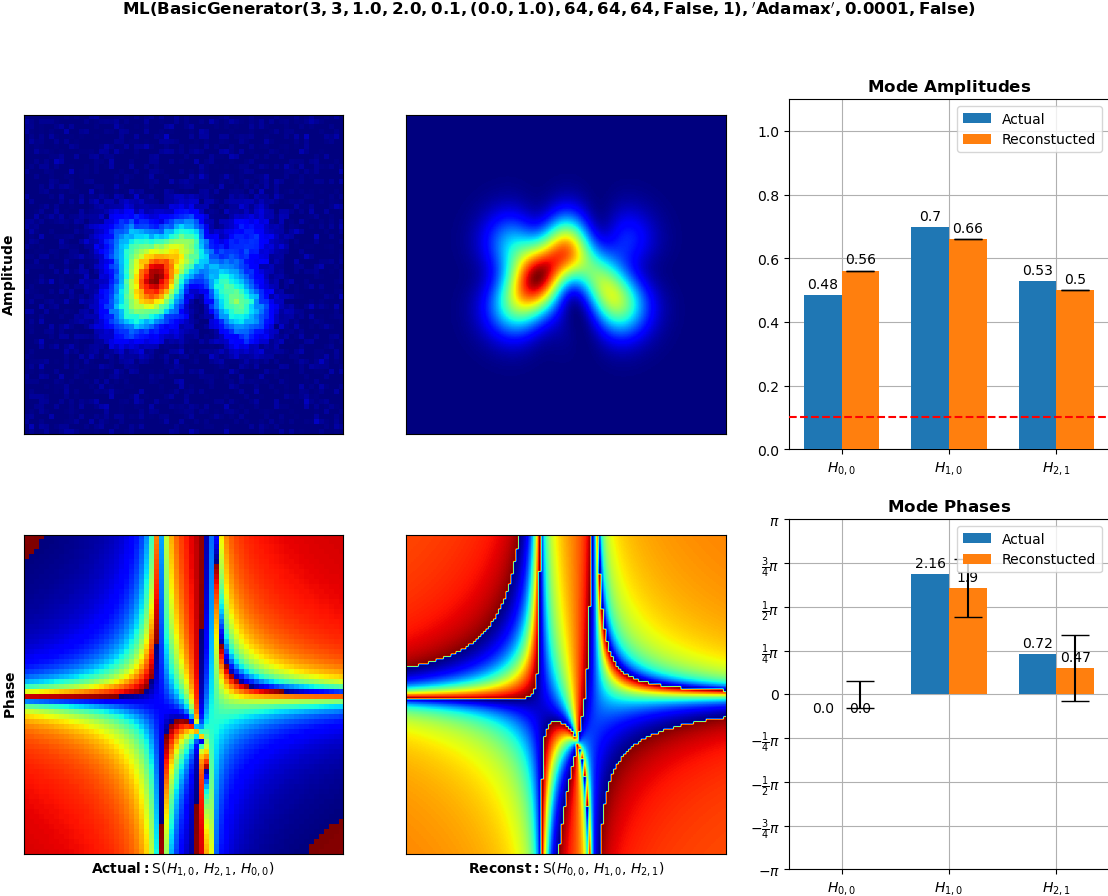 ML(BasicGenerator(3, 3, 1.0, 2.0, 0.1, (0.0, 1.0), 64, 64, 64, False, 1), ′Adamax′, 0.0001, False)
Amplitude
Mode Amplitudes
Actual
Reconstucted
1.0
0.8
0.6
0.4
0.2
0.0
0.48
0.56
0.7
0.66
0.53
0.5
H0,0
H1,0
H2,1
Phase
Actual: S(H1,0, H2,1, H0,0)
Reconst: S(H0,0, H1,0, H2,1)
Mode Phases
Actual
Reconstucted
π
3/4π
1/2π
1/4π
0
−1/4π
−1/2π
−3/4π
−π
0.0
-0.0
2.16
1.9
0.72
0.47
H0,0
H1,0
H2,1